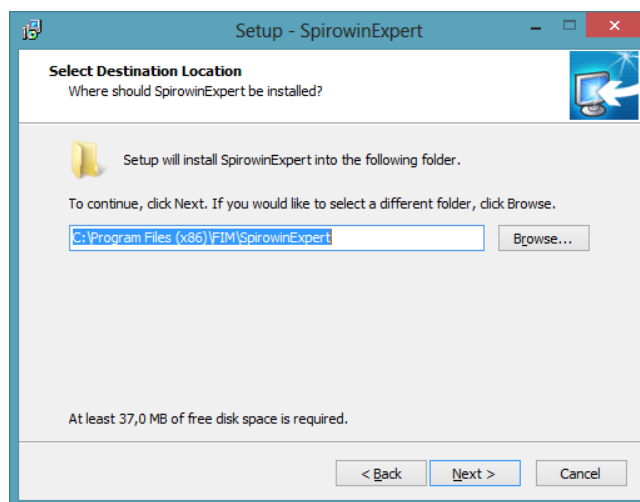 Setup - SpirowinExpert
Select Destination Location
Where should SpirowinExpert be installed?
Setup will install SpirowinExpert into the following folder.
To continue, click Next. If you would like to select a different folder, click Browse.
C:\Program Files (x86)\FIM\SpirowinExpert
Browse...
At least 37,0 MB of free disk space is required.
< Back
Next >
Cancel